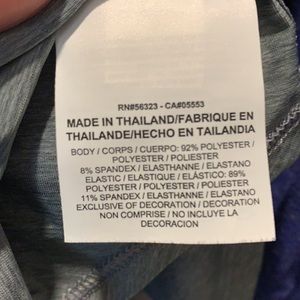 RN#56323 - CA#05553
MADE IN THAILAND/FABRIQUE EN
THAILANDE/HECHO EN TAILANDIA
BODY / CORPS / CUERPO: 92% POLYESTER /
POLYESTER / POLIESTER
8% SPANDEX / ELASTHANNE / ELASTANO
ELASTIC / ÉLASTIQUE / ELÁSTICO: 89%
POLYESTER / POLYESTER / POLIESTER
11% SPANDEX / ELASTHANNE / ELASTANO
EXCLUSIVE OF DECORATION / DECORATION
NON COMPRISE / NO INCLUYE LA
DECORACION